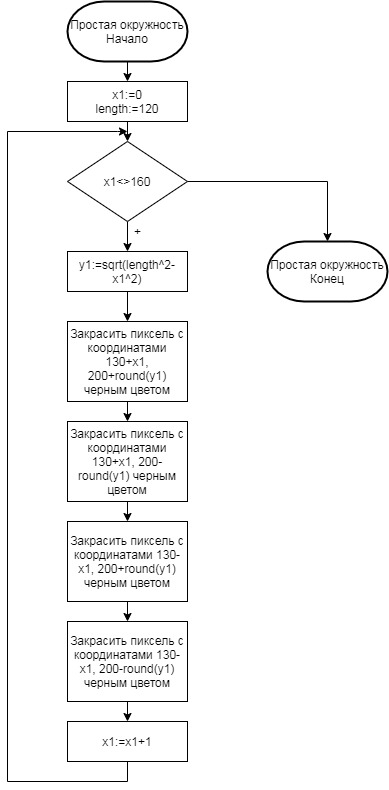 Простая окружность
Начало
x1:=0
length:=120
x1<>160
+
y1:=sqrt(length^2-
x1^2)
Простая окружность
Конец
Закрасить пиксель с
координатами
130+x1,
200+round(y1)
черным цветом
Закрасить пиксель с
координатами
130+x1, 200-
round(y1) черным
цветом
Закрасить пиксель с
координатами 130-
x1, 200+round(y1)
черным цветом
Закрасить пиксель с
координатами 130-
x1, 200-round(y1)
черным цветом
x1:=x1+1